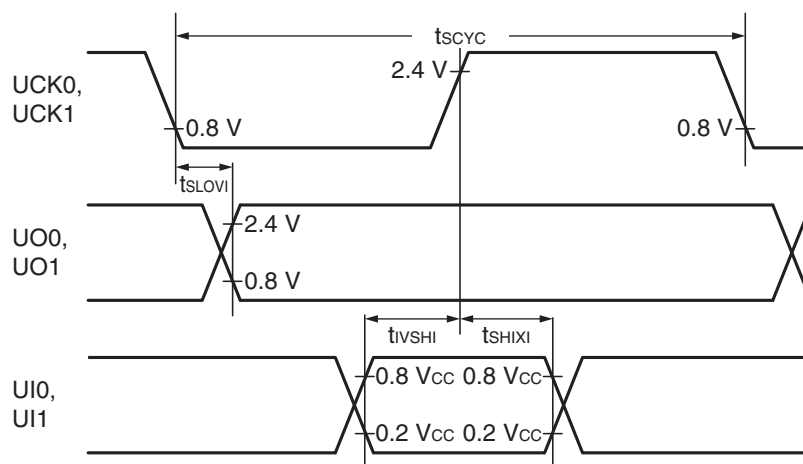 tSCYC
UCK0,
UCK1
2.4 V
0.8 V
0.8 V
tSLOVI
UO0,
UO1
2.4 V
0.8 V
tIVSHI
tSHIXI
UI0,
UI1
0.8 VCC 0.8 VCC
0.2 VCC 0.2 VCC